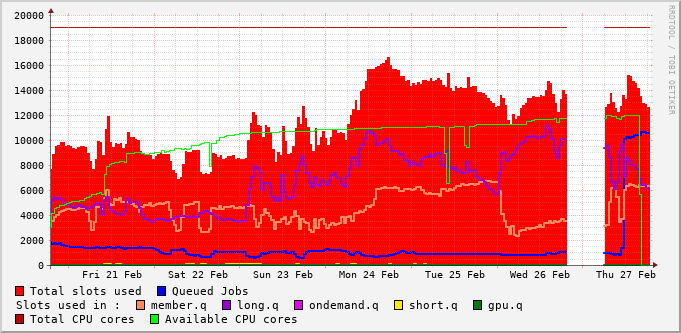 20000
18000
16000
14000
12000
10000
8000
6000
4000
2000
0
Fri 21 Feb Sat 22 Feb Sun 23 Feb Mon 24 Feb Tue 25 Feb Wed 26 Feb Thu 27 Feb
Total slots used Queued Jobs
Slots used in : member.q long.q ondemand.q short.q gpu.q
Total CPU cores Available CPU cores
RRDTOOL / TOBI OETIKER